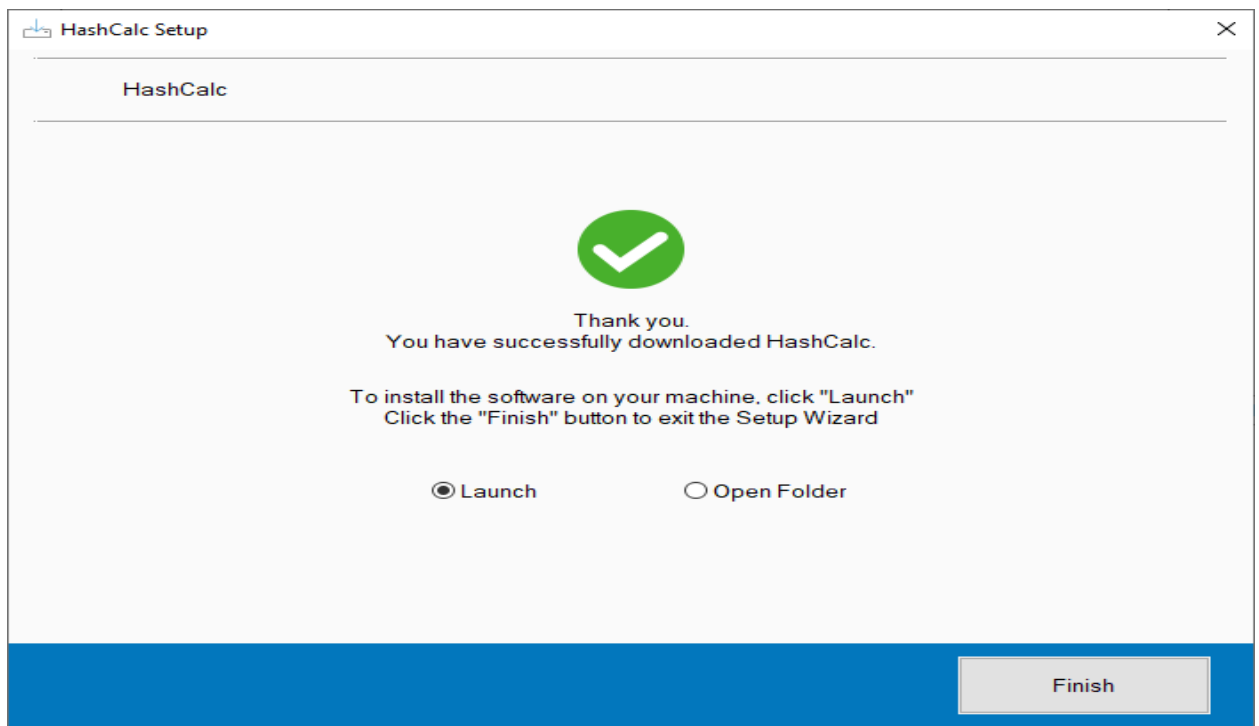 HashCalc Setup
HashCalc
Thank you.
You have successfully downloaded HashCalc.
To install the software on your machine, click "Launch"
Click the "Finish" button to exit the Setup Wizard
Launch
Open Folder
Finish